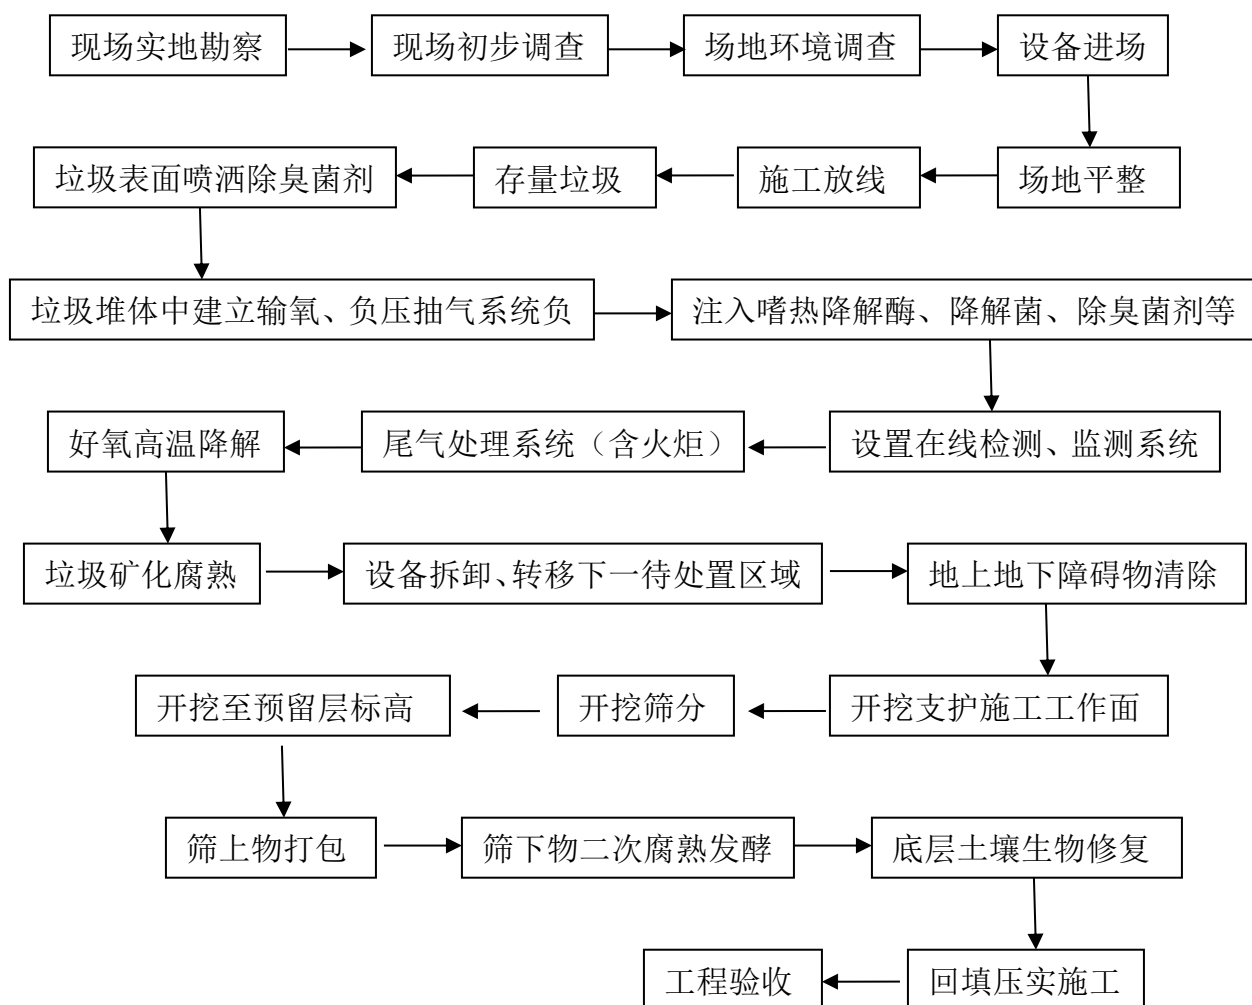 现场实地勘察
现场初步调查
场地环境调查
设备进场
垃圾表面喷洒除臭菌剂
存量垃圾
施工放线
场地平整
垃圾堆体中建立输氧、负压抽气系统负
注入嗜热降解酶、降解菌、除臭菌剂等
好氧高温降解
尾气处理系统（含火炬）
设置在线检测、监测系统
垃圾矿化腐熟
设备拆卸、转移下一待处置区域
地上地下障碍物清除
开挖至预留层标高
开挖筛分
开挖支护施工工作面
筛上物打包
筛下物二次腐熟发酵
底层土壤生物修复
工程验收
回填压实施工